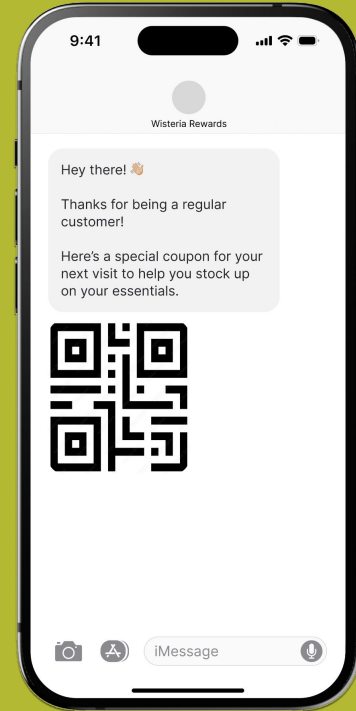 9:41
Wisteria Rewards
Hey there! 👋🏼
Thanks for being a regular
customer!
Here's a special coupon for your
next visit to help you stock up
on your essentials.
iMessage